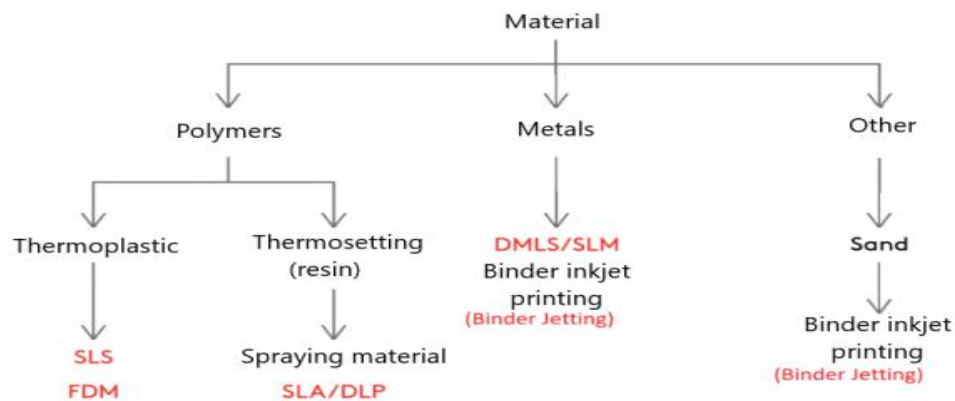 Material
Polymers
Metals
Other
Thermoplastic
Thermosetting
(resin)
DMLS/SLM
Binder inkjet
printing
(Binder Jetting)
Sand
SLS
FDM
Spraying material
SLA/DLP
Binder inkjet
printing
(Binder Jetting)